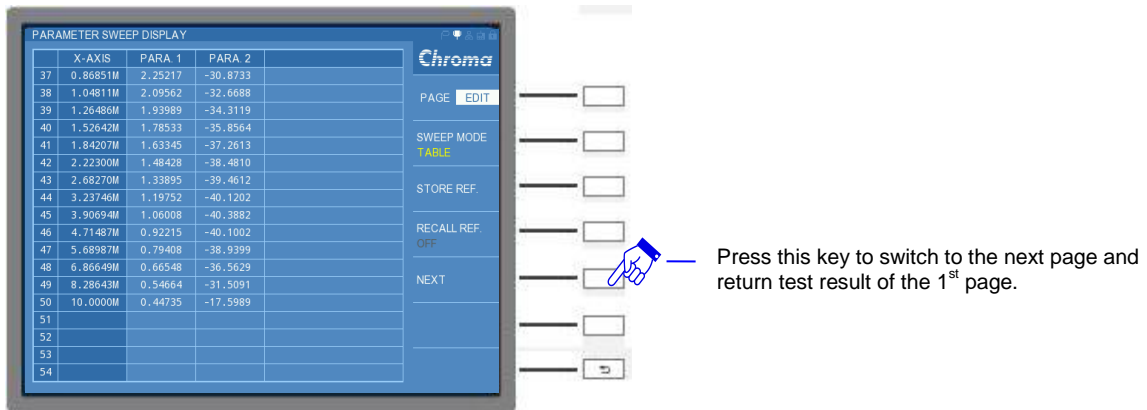 PARAMETER SWEEP DISPLAY
X-AXIS PARA. 1 PARA. 2
37 0.86851M 2.25217 -30.8733
38 1.04811M 2.09562 -32.6688
39 1.26486M 1.93989 -34.3119
40 1.52642M 1.78533 -35.8564
41 1.84207M 1.63345 -37.2613
42 2.22300M 1.48428 -38.4810
43 2.68270M 1.33895 -39.4612
44 3.23746M 1.19752 -40.1202
45 3.90694M 1.06008 -40.3882
46 4.71487M 0.92215 -40.1002
47 5.68987M 0.79408 -38.9399
48 6.86649M 0.66548 -36.5629
49 8.28643M 0.54664 -31.5091
50 10.0000M 0.44735 -17.5989
51
52
53
54
Chroma
PAGE EDIT
SWEEP MODE
TABLE
STORE REF.
RECALL REF.
OFF
NEXT
Press this key to switch to the next page and
return test result of the 1st page.